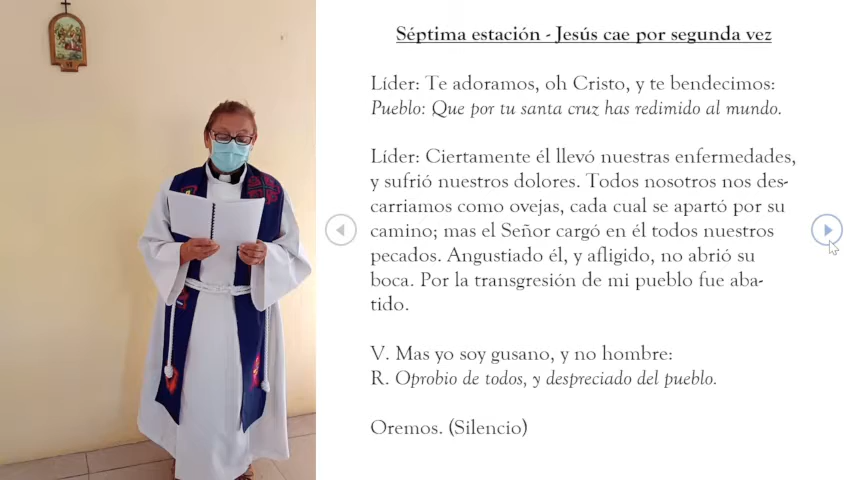 Séptima estación - Jesús cae por segunda vez
Líder: Te adoramos, oh Cristo, y te bendecimos:
Pueblo: Que por tu santa cruz has redimido al mundo.
Líder: Ciertamente él llevó nuestras enfermedades,
y sufrió nuestros dolores. Todos nosotros nos des-
carriamos como ovejas, cada cual se apartó por su
camino; mas el Señor cargó en él todos nuestros
pecados. Angustiado él, y afligido, no abrió su
boca. Por la transgresión de mi pueblo fue aba-
tido.
V. Mas yo soy gusano, y no hombre:
R. Oprobio de todos, y despreciado del pueblo.
Oremos. (Silencio)